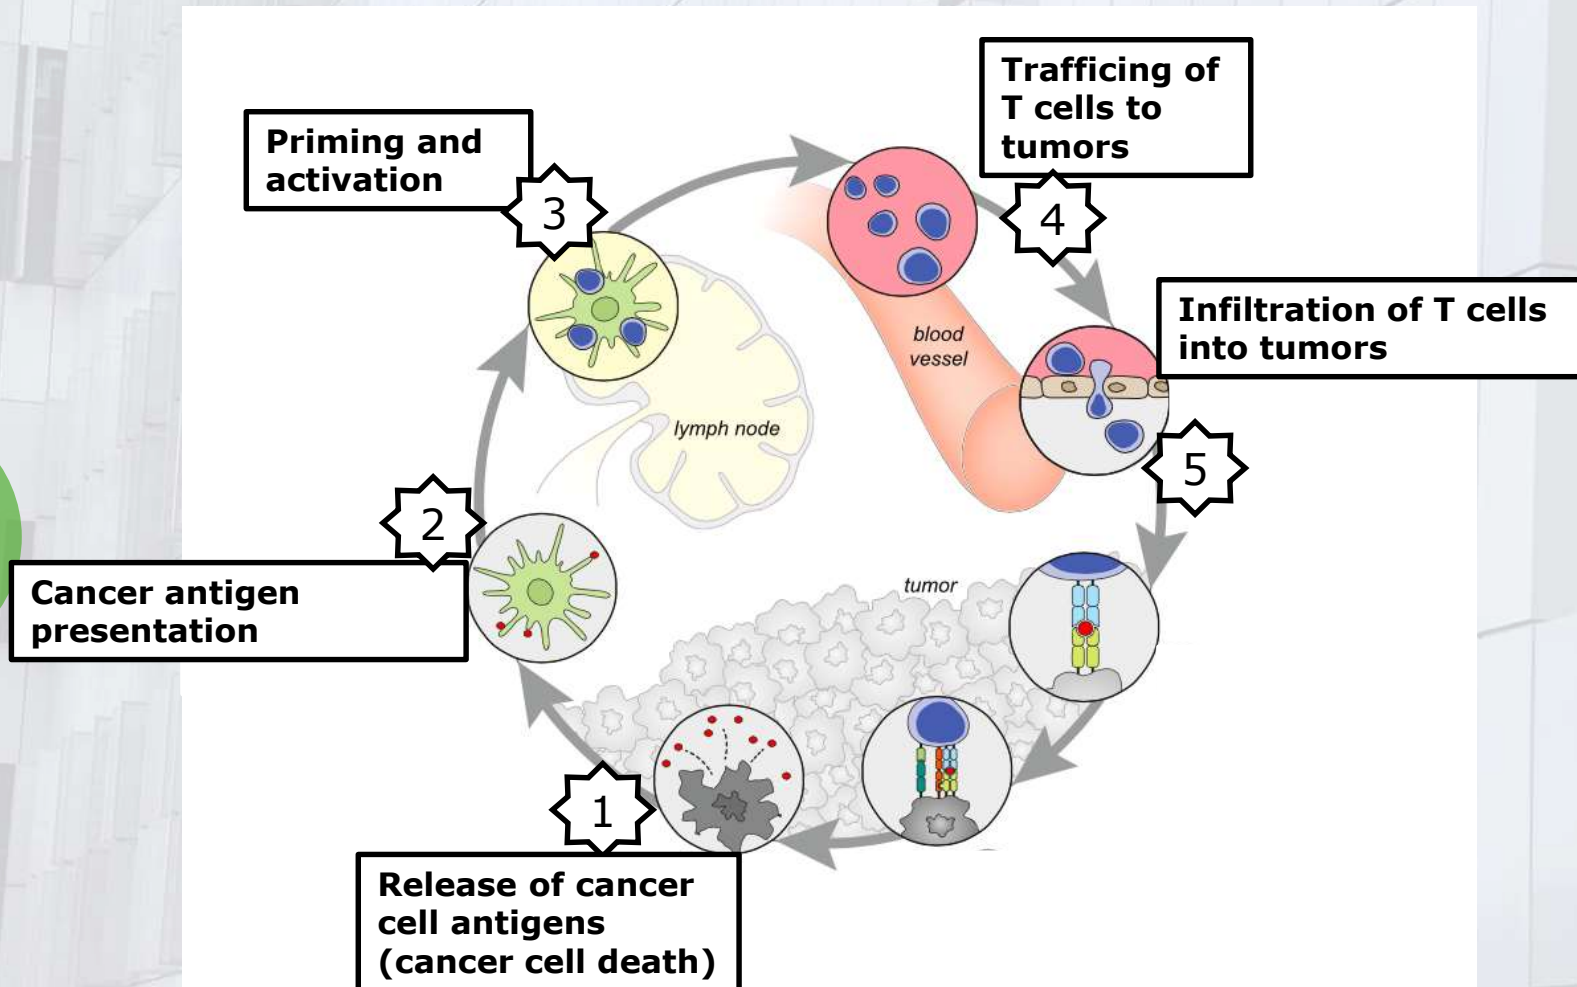 Trafficing of
T cells to
tumors
Priming and
activation
3
4
Infiltration of T cells
into tumors
blood
vessel
lymph node
5
2
Cancer antigen
presentation
tumor
1
Release of cancer
cell antigens
(cancer cell death)